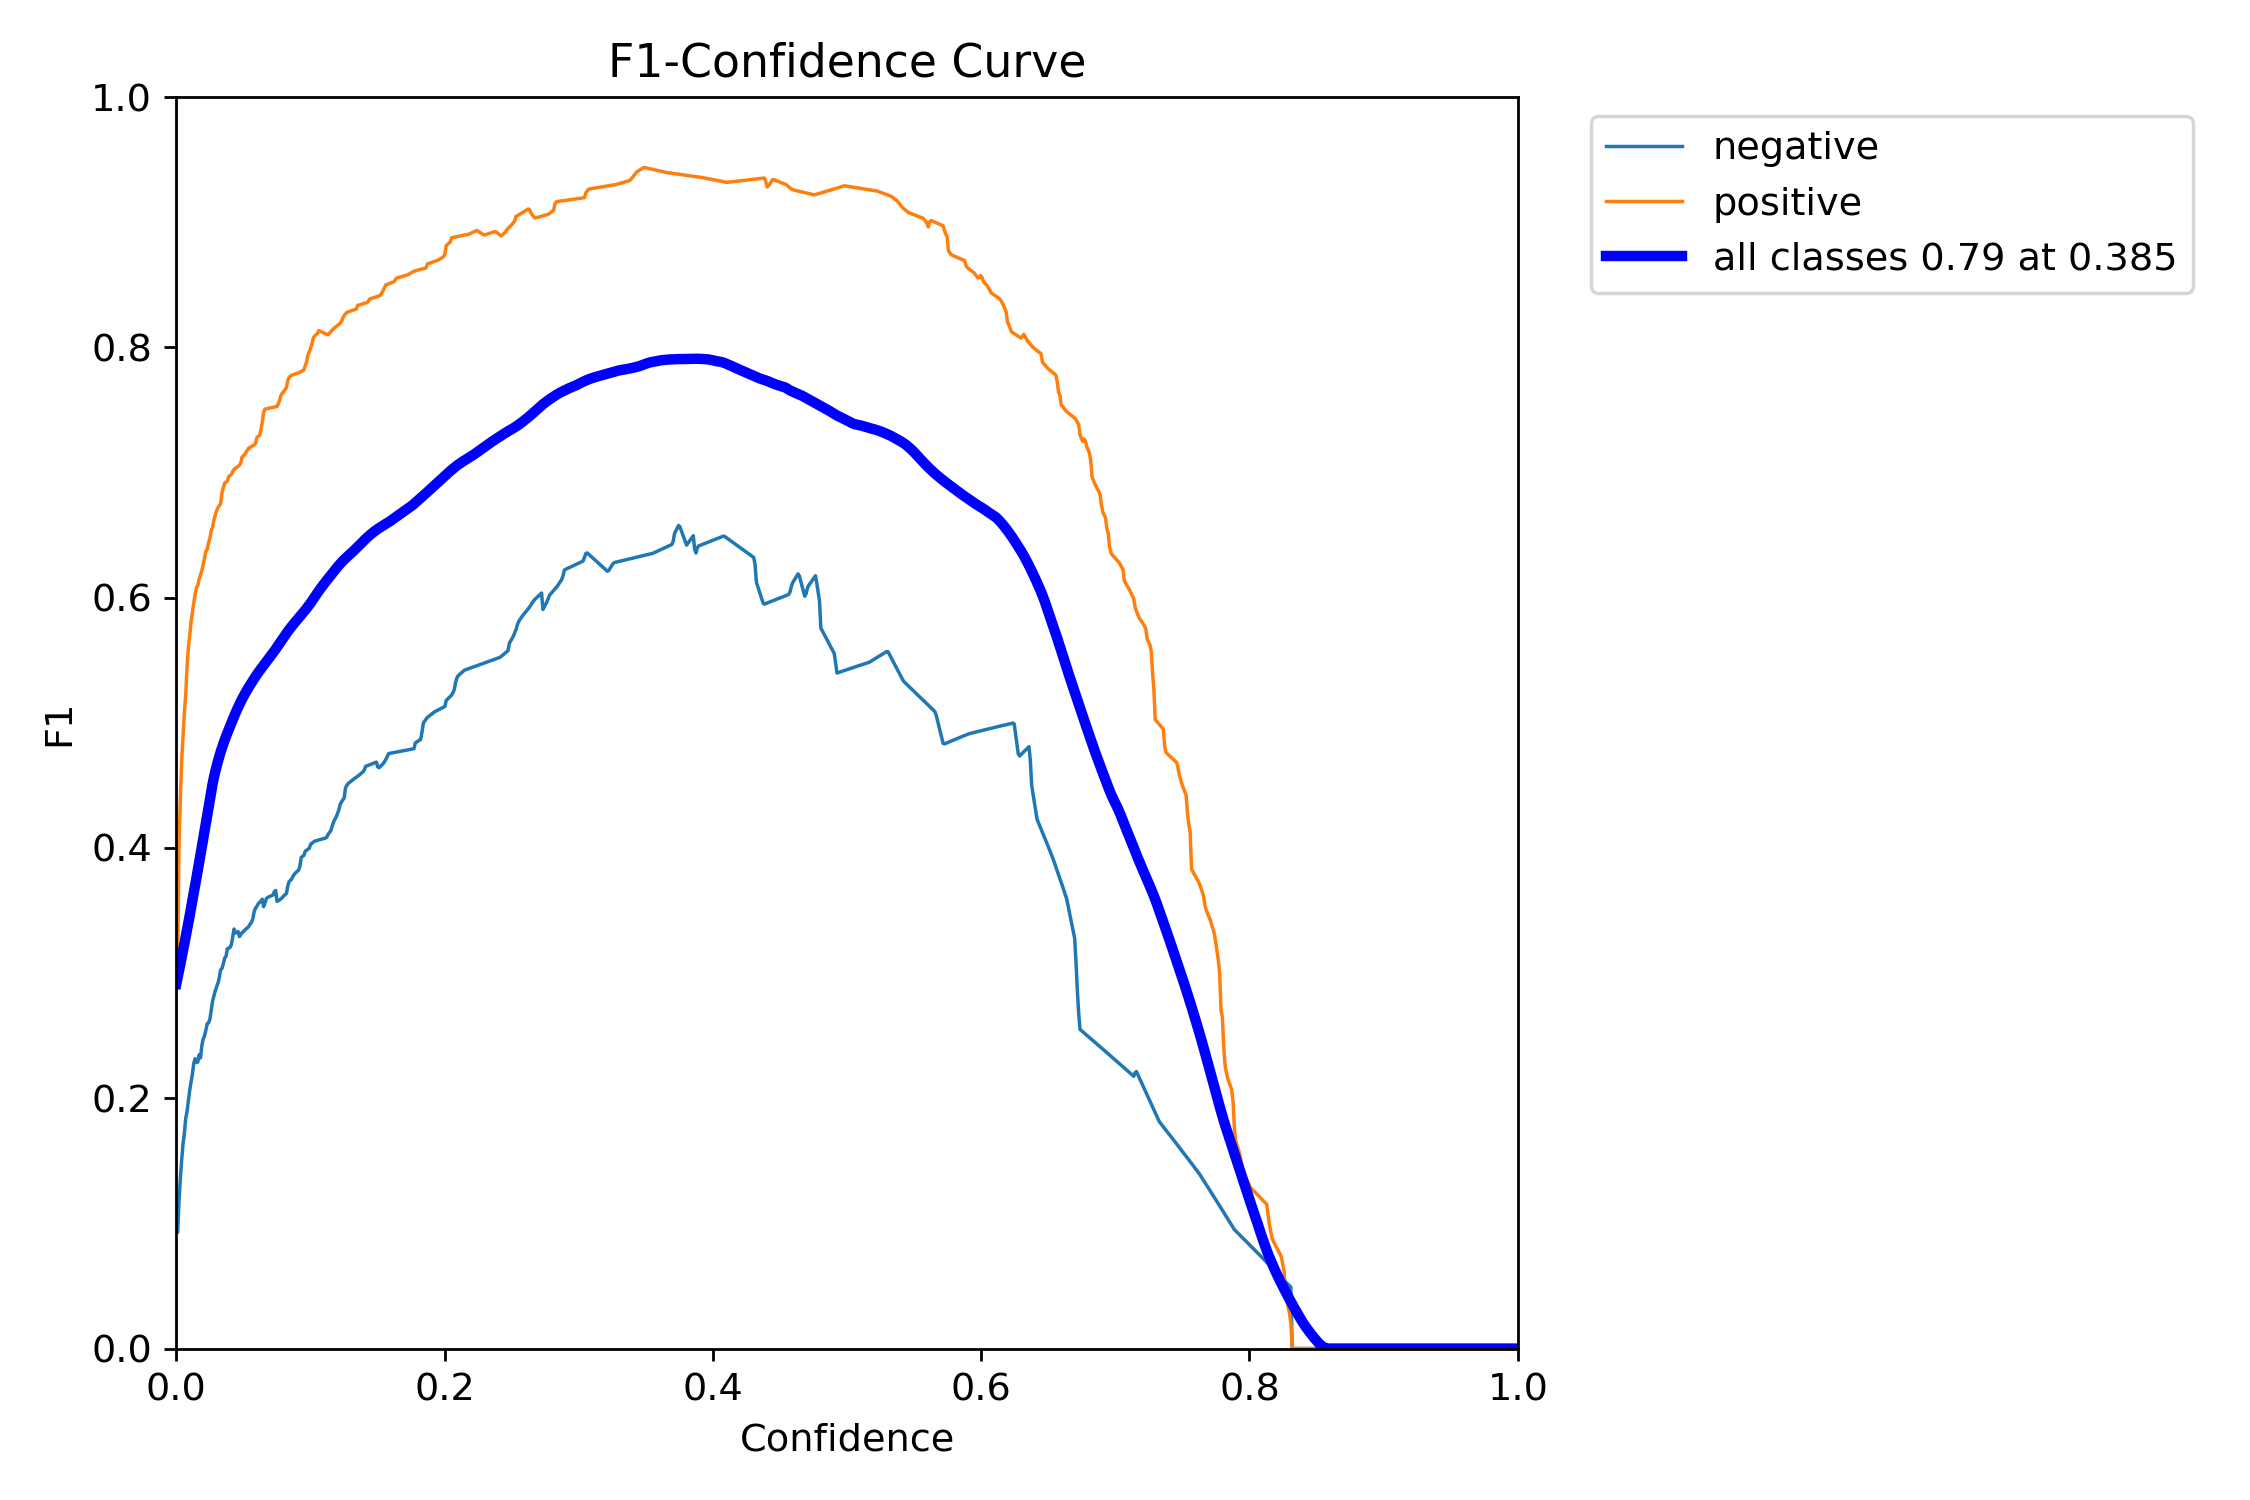 F1-Confidence Curve
1.0
0.8
0.6
0.4
0.2
0.0
F1
0.0 0.2 0.4 0.6 0.8 1.0
Confidence
negative
positive
all classes 0.79 at 0.385